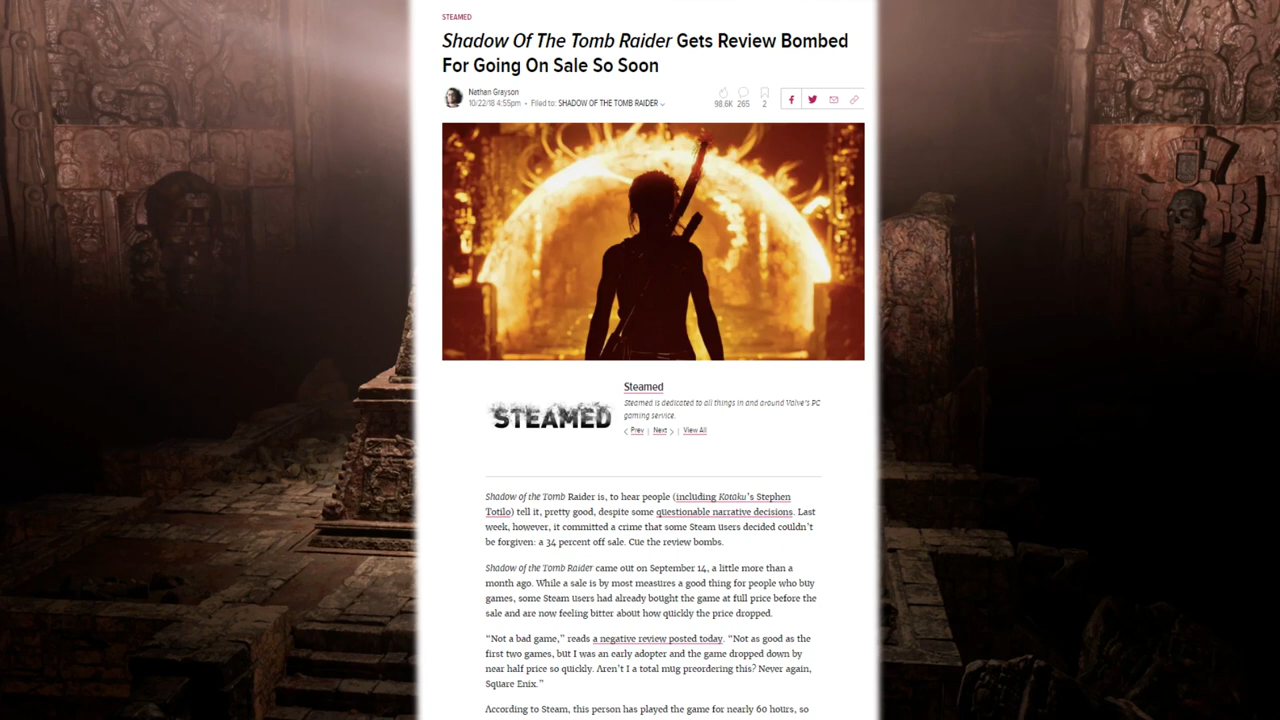 STEAMED
Shadow Of The Tomb Raider Gets Review Bombed
For Going On Sale So Soon
Nathan Grayson
10/22/18 4:55pm • Filed to: SHADOW OF THE TOMB RAIDER
98.6K 265 2
Steamed
Steamed is dedicated to all things in and around Valve's PC
gaming service.
STEAMED
< Prev | Next > | View All
Shadow of the Tomb Raider is, to hear people (including Kotaku's Stephen
Totilo) tell it, pretty good, despite some questionable narrative decisions. Last
week, however, it committed a crime that some Steam users decided couldn't
be forgiven: a 34 percent off sale. Cue the review bombs.
Shadow of the Tomb Raider came out on September 14, a little more than a
month ago. While a sale is by most measures a good thing for people who buy
games, some Steam users had already bought the game at full price before the
sale and are now feeling bitter about how quickly the price dropped.
“Not a bad game,” reads a negative review posted today. “Not as good as the
first two games, but I was an early adopter and the game dropped down by
near half price so quickly. Aren't I a total mug preordering this? Never again,
Square Enix.”
According to Steam, this person has played the game for nearly 60 hours, so